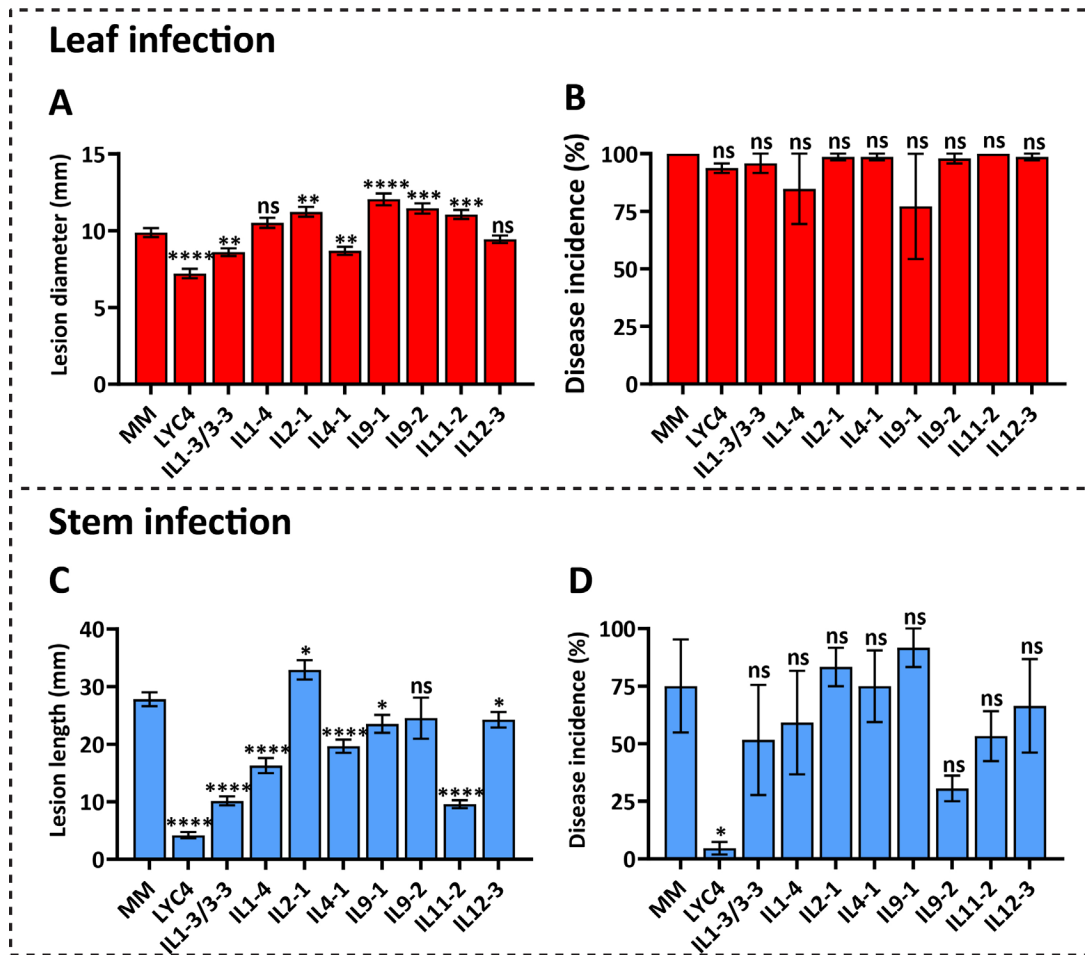 Leaf infection
A
Lesion diameter (mm)
15
10
5
0
**** ** ns ** ** **** *** *** ns
MM LYC4 IL1-3/3-3 IL1-4 IL2-1 IL4-1 IL9-1 IL9-2 IL11-2 IL12-3
B
Disease incidence (%)
100
75
50
25
0
ns ns ns ns ns ns ns ns ns
MM LYC4 IL1-3/3-3 IL1-4 IL2-1 IL4-1 IL9-1 IL9-2 IL11-2 IL12-3
Stem infection
C
Lesion length (mm)
40
30
20
10
0
**** **** **** * **** * ns **** *
MM LYC4 IL1-3/3-3 IL1-4 IL2-1 IL4-1 IL9-1 IL9-2 IL11-2 IL12-3
D
Disease incidence (%)
100
75
50
25
0
* ns ns ns ns ns ns ns ns
MM LYC4 IL1-3/3-3 IL1-4 IL2-1 IL4-1 IL9-1 IL9-2 IL11-2 IL12-3